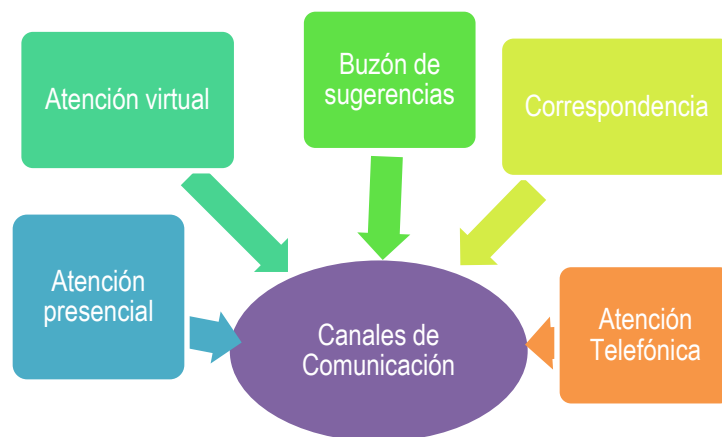 Atención virtual
Buzón de
sugerencias
Correspondencia
Atención
presencial
Canales de
Comunicación
Atención
Telefónica